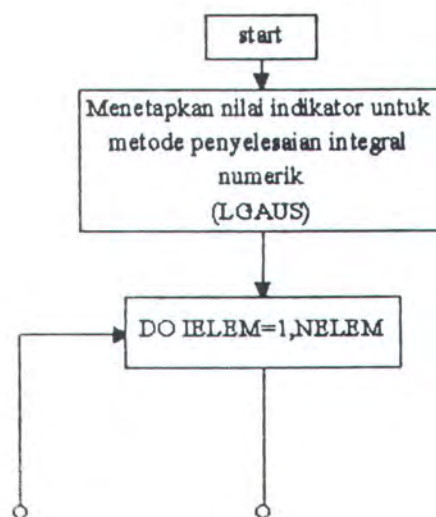 start
Menetapkan nilai indikator untuk
metode penyelesaian integral
numerik
(LGAUS)
DO IELEM=1,NELEM